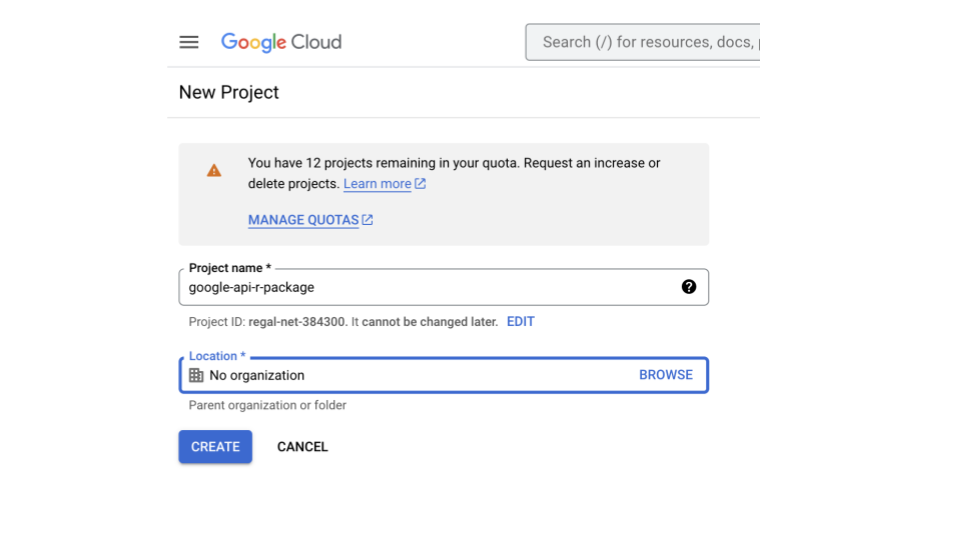 Google Cloud
Search (/) for resources, docs,
New Project
You have 12 projects remaining in your quota. Request an increase or
delete projects. Learn more
MANAGE QUOTAS
Project name *
google-api-r-package
Project ID: regal-net-384300. It cannot be changed later. EDIT
Location *
No organization BROWSE
Parent organization or folder
CREATE CANCEL